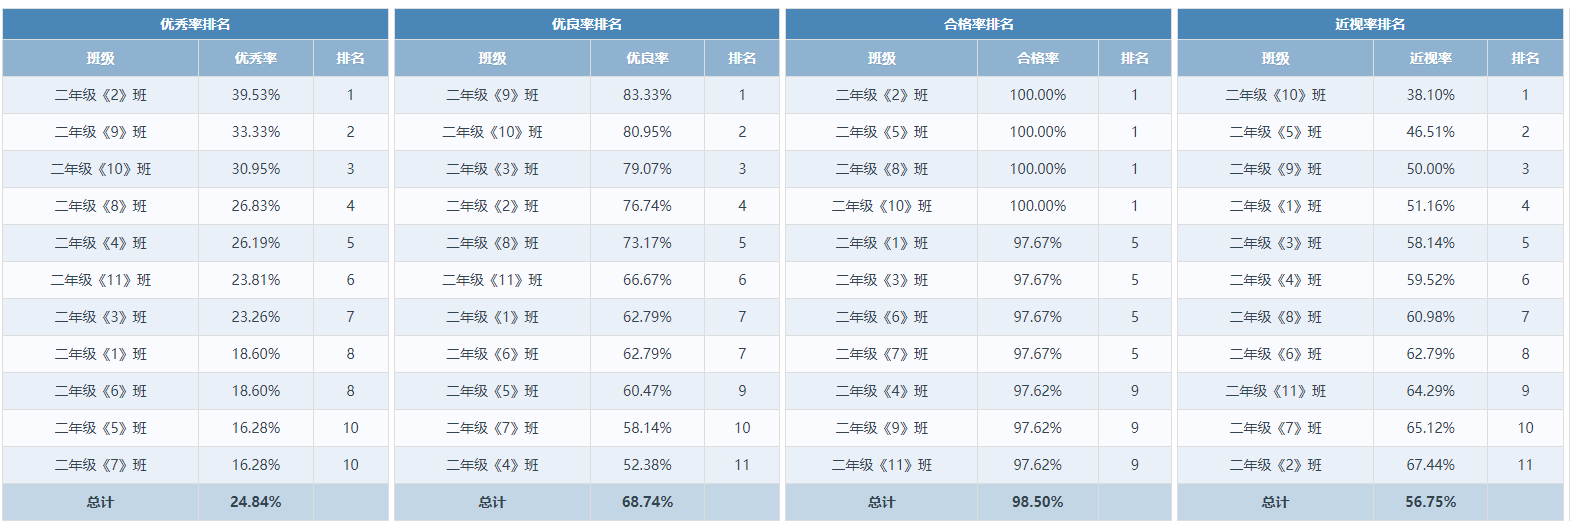 优秀率排名 优良率排名 合格率排名 近视率排名
班级 优秀率 排名 班级 优良率 排名 班级 合格率 排名 班级 近视率 排名
二年级《2》班 39.53% 1 二年级《9》班 83.33% 1 二年级《2》班 100.00% 1 二年级《10》班 38.10% 1
二年级《9》班 33.33% 2 二年级《10》班 80.95% 2 二年级《5》班 100.00% 1 二年级《5》班 46.51% 2
二年级《10》班 30.95% 3 二年级《3》班 79.07% 3 二年级《8》班 100.00% 1 二年级《9》班 50.00% 3
二年级《8》班 26.83% 4 二年级《2》班 76.74% 4 二年级《10》班 100.00% 1 二年级《1》班 51.16% 4
二年级《4》班 26.19% 5 二年级《8》班 73.17% 5 二年级《1》班 97.67% 5 二年级《3》班 58.14% 5
二年级《11》班 23.81% 6 二年级《11》班 66.67% 6 二年级《3》班 97.67% 5 二年级《4》班 59.52% 6
二年级《3》班 23.26% 7 二年级《1》班 62.79% 7 二年级《6》班 97.67% 5 二年级《8》班 60.98% 7
二年级《1》班 18.60% 8 二年级《6》班 62.79% 7 二年级《7》班 97.67% 5 二年级《6》班 62.79% 8
二年级《6》班 18.60% 8 二年级《5》班 60.47% 9 二年级《4》班 97.62% 9 二年级《11》班 64.29% 9
二年级《5》班 16.28% 10 二年级《7》班 58.14% 10 二年级《9》班 97.62% 9 二年级《7》班 65.12% 10
二年级《7》班 16.28% 10 二年级《4》班 52.38% 11 二年级《11》班 97.62% 9 二年级《2》班 67.44% 11
总计 24.84% 总计 68.74% 总计 98.50% 总计 56.75%